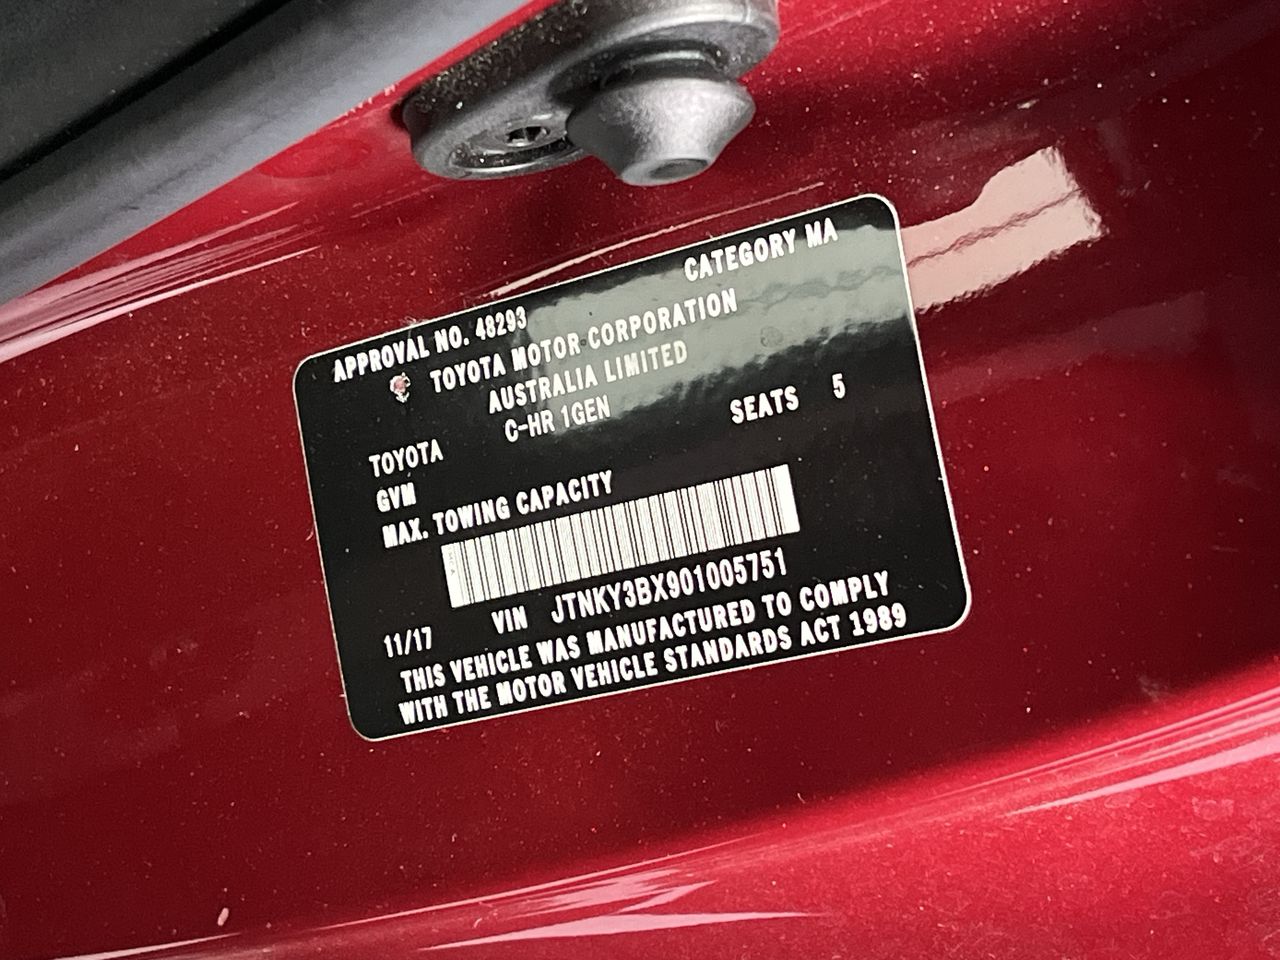 APPROVAL NO. 48293 CATEGORY MA
TOYOTA MOTOR CORPORATION
AUSTRALIA LIMITED
TOYOTA C-HR 1GEN SEATS 5
GVM
MAX. TOWING CAPACITY
11/17 VIN JTNKY3BX901005751
THIS VEHICLE WAS MANUFACTURED TO COMPLY
WITH THE MOTOR VEHICLE STANDARDS ACT 1989